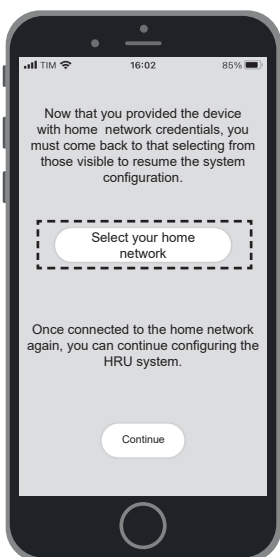 TIM 16:02 85%
Now that you provided the device
with home network credentials, you
must come back to that selecting from
those visible to resume the system
configuration.
Select your home
network
Once connected to the home network
again, you can continue configuring the
HRU system.
Continue